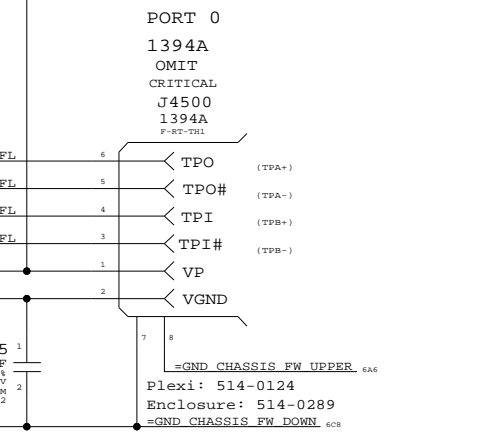 PORT 0
1394A
OMIT
CRITICAL
J4500
1394A
F-RT-TH1
FL 6 TPO (TPA+)
FL 5 TPO# (TPA-)
FL 4 TPI (TPB+)
FL 3 TPI# (TPB-)
1 VP
2 VGND
7 8
5 1
F
%
V
M 2
2
=GND_CHASSIS_FW_UPPER 6A6
Plexi: 514-0124
Enclosure: 514-0289
=GND_CHASSIS_FW_DOWN 6C8